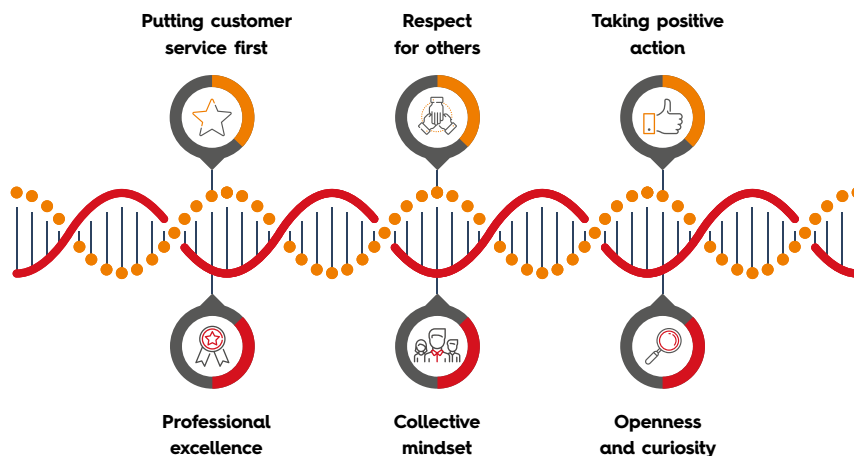 Putting customer
service first
Respect
for others
Taking positive
action
Professional
excellence
Collective
mindset
Openness
and curiosity